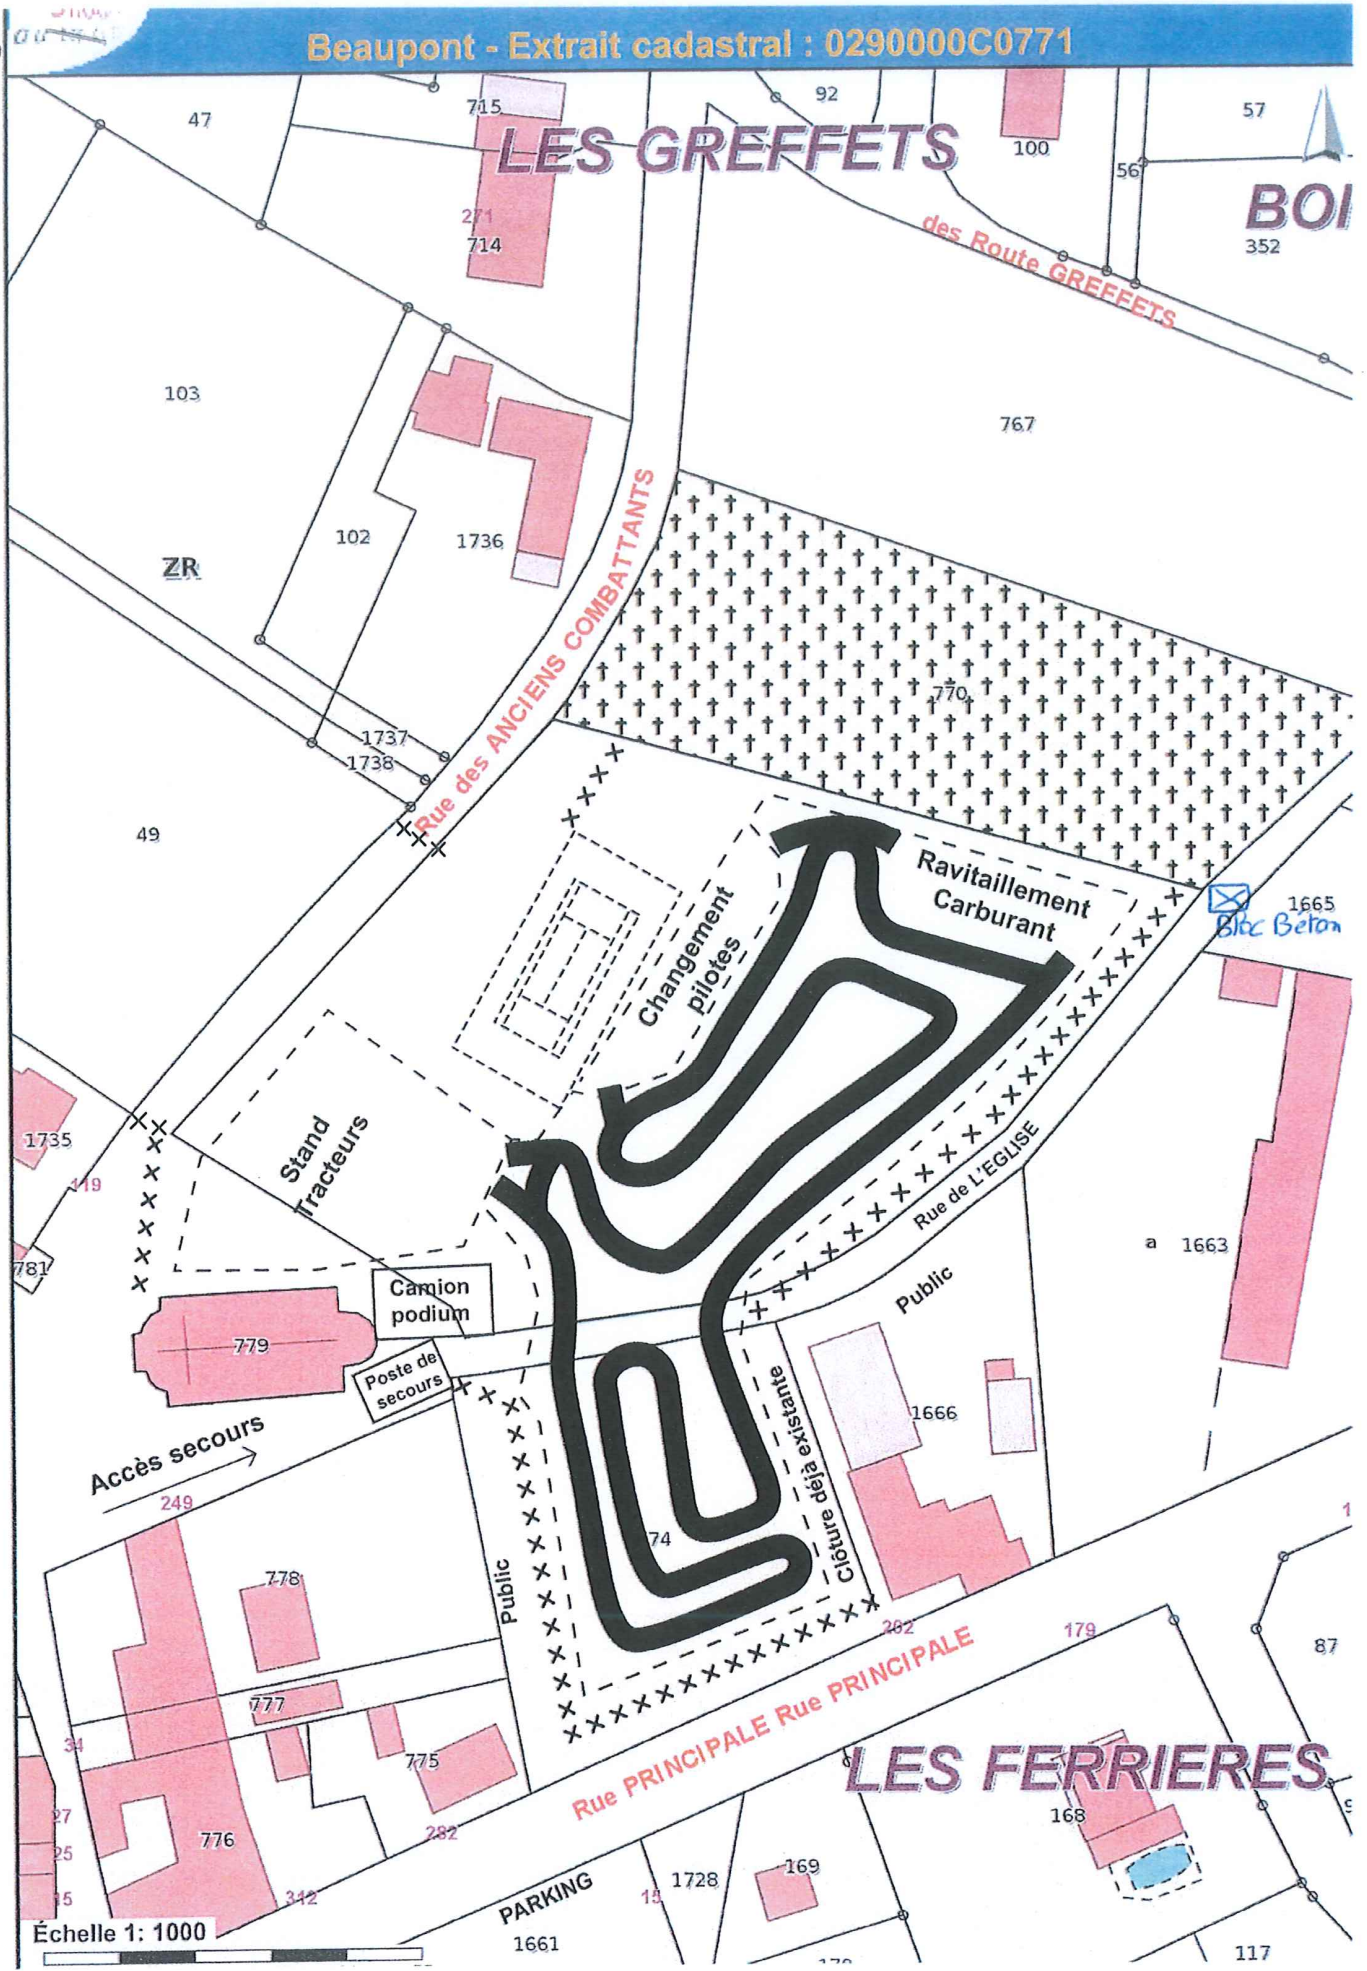 Beaupont - Extrait cadastral : 0290000C0771
47
715
92
100
57
56
LES GREFFETS
BOI
352
271
714
des Route GREFFETS
103
767
102
1736
ZR
Rue des ANCIENS COMBATTANTS
770
1737
1738
49
Ravitaillement
Carburant
Changement
pilotes
1665
Bloc Béton
Stand
Tracteurs
1735
119
Rue de L'EGLISE
a
1663
781
Camion
podium
Public
779
Poste de
secours
1666
Accès secours
249
Clôture déjà existante
74
778
Public
202
179
87
777
Rue PRINCIPALE Rue PRINCIPALE
34
775
LES FERRIERES
168
27
776
282
25
169
1728
15
312
PARKING
15
Échelle 1: 1000
1661
117